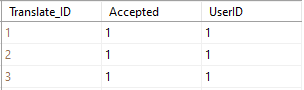 Translate_ID Accepted UserID
1 1 1
2 1 1
3 1 1